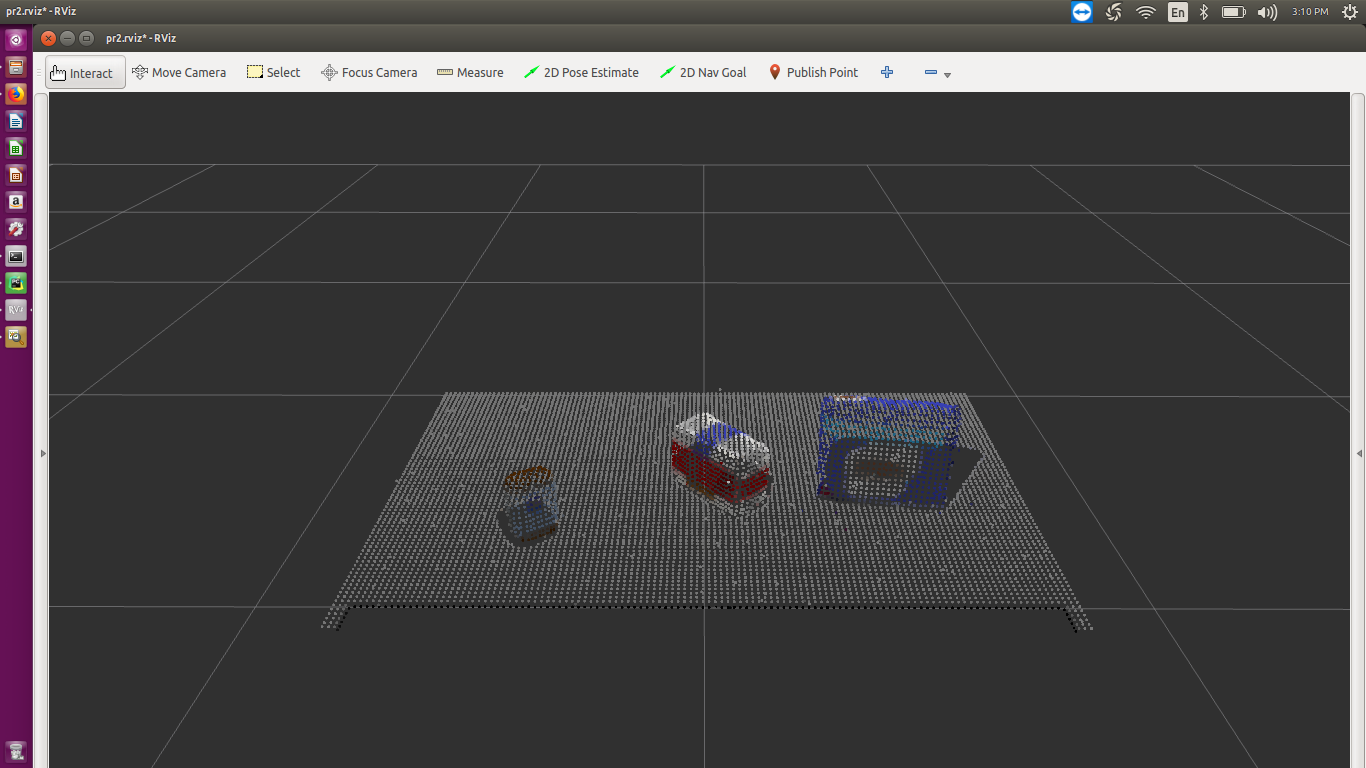 pr2.rviz* - RViz
En
3:10 PM
pr2.rviz* - RViz
Interact
Move Camera
Select
Focus Camera
Measure
2D Pose Estimate
2D Nav Goal
Publish Point
a
RViz